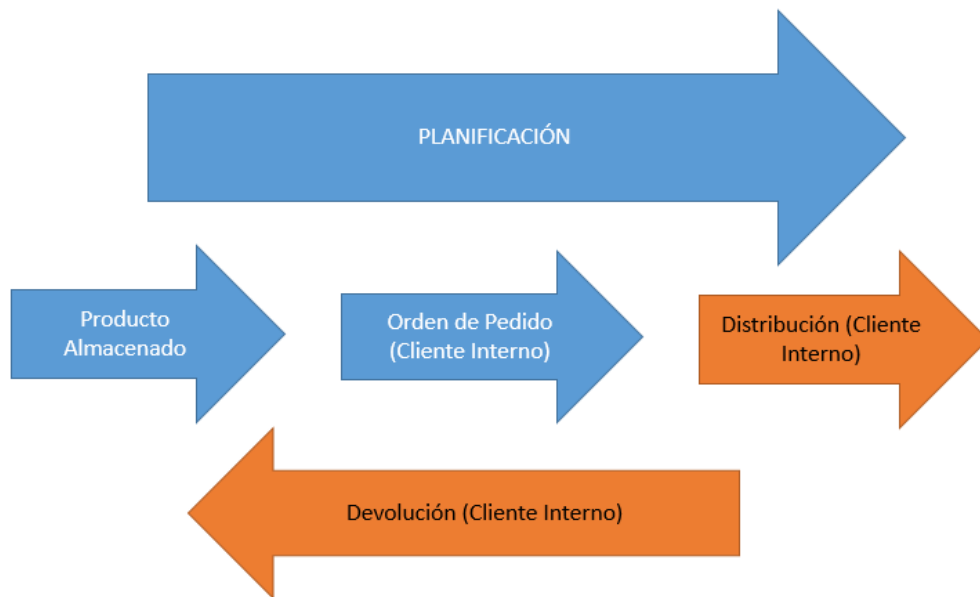 PLANIFICACIÓN
Producto
Almacenado
Orden de Pedido
(Cliente Interno)
Distribución (Cliente
Interno)
Devolución (Cliente Interno)